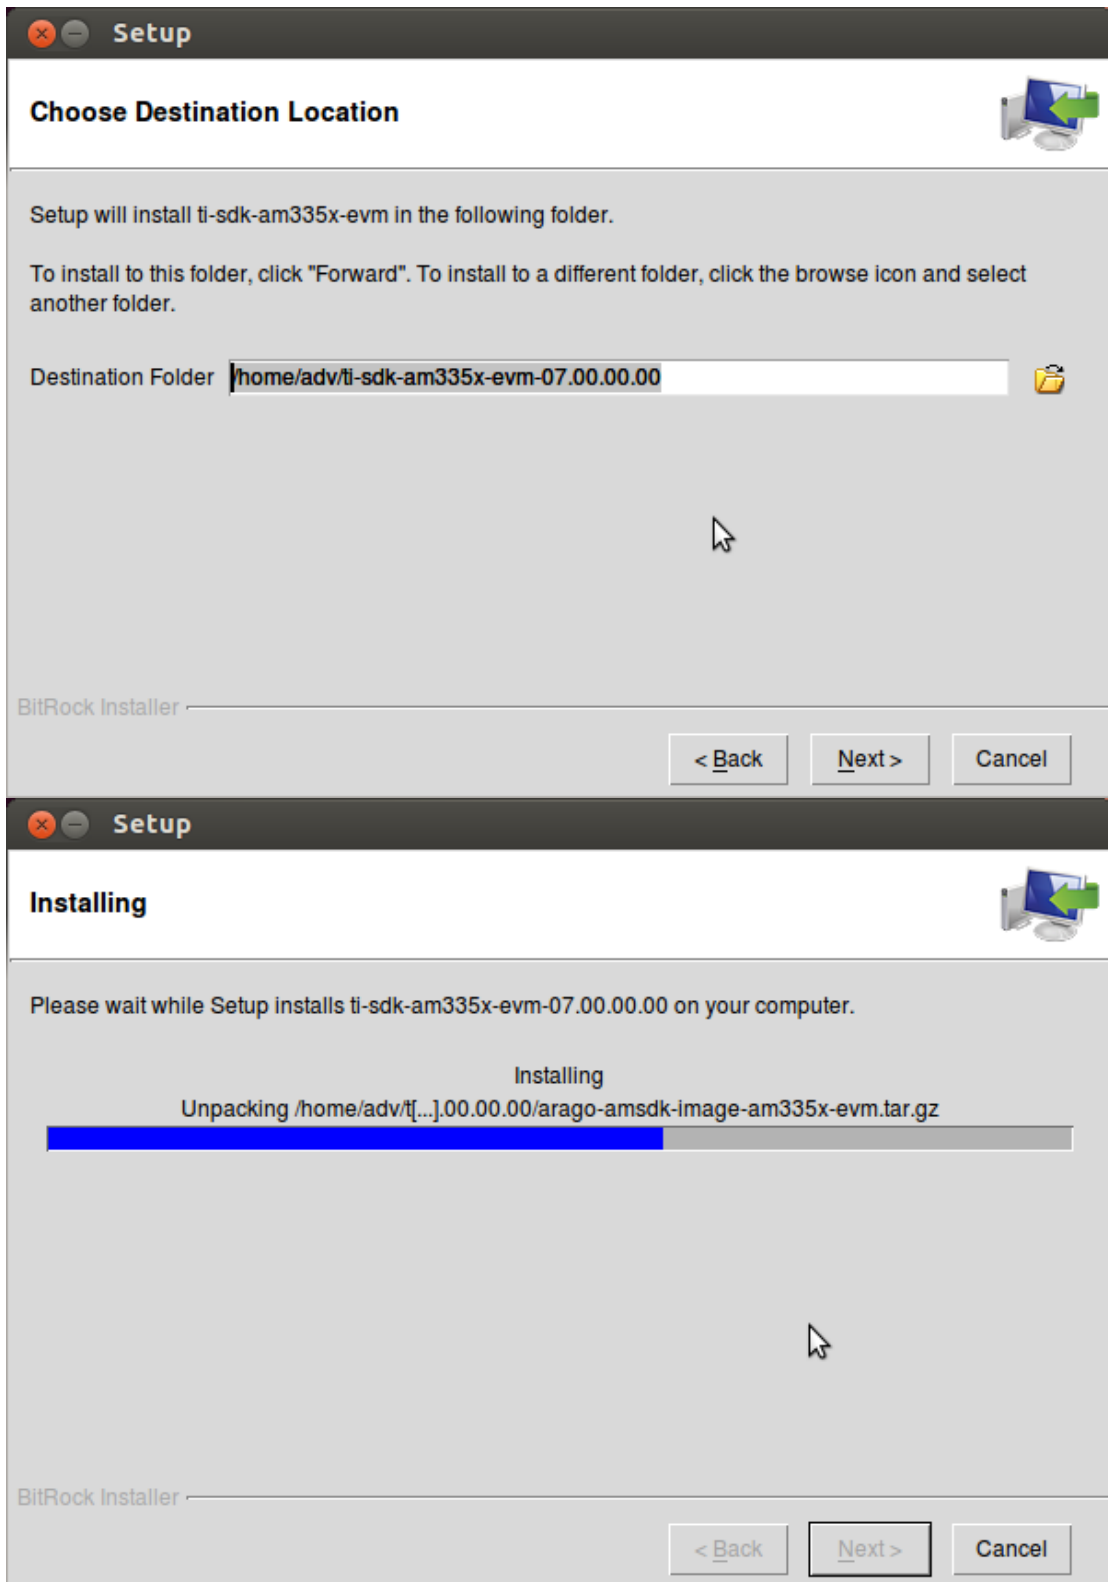 Setup
Choose Destination Location
Setup will install ti-sdk-am335x-evm in the following folder.
To install to this folder, click "Forward". To install to a different folder, click the browse icon and select
another folder.
Destination Folder /home/adv/ti-sdk-am335x-evm-07.00.00.00
BitRock Installer
< Back Next > Cancel
Setup
Installing
Please wait while Setup installs ti-sdk-am335x-evm-07.00.00.00 on your computer.
Installing
Unpacking /home/adv/t[...].00.00.00/arago-amsdk-image-am335x-evm.tar.gz
BitRock Installer
< Back Next > Cancel